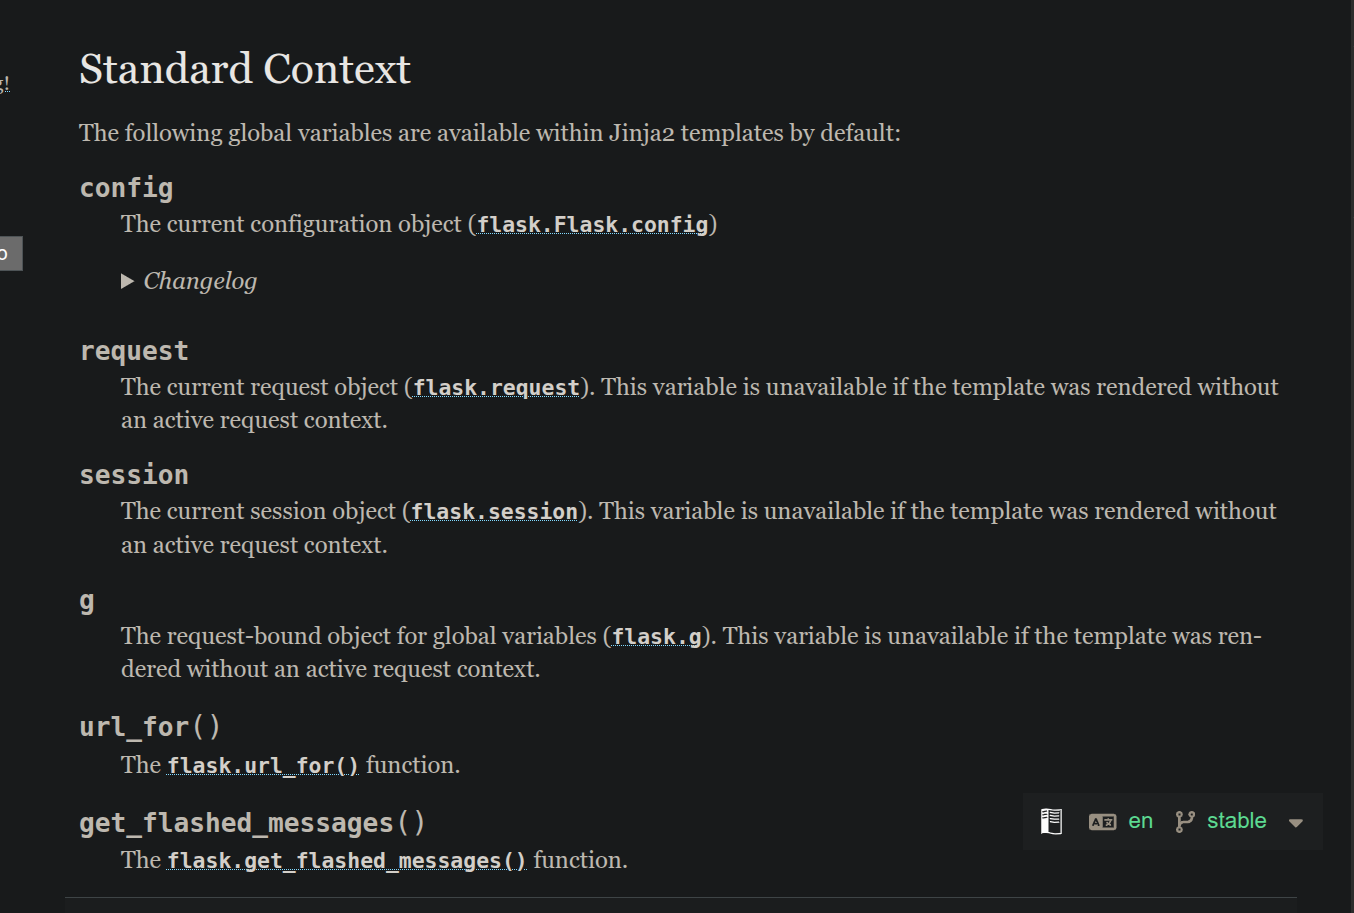 Standard Context
g!
The following global variables are available within Jinja2 templates by default:
config
The current configuration object (flask.Flask.config)
o
▶ Changelog
request
The current request object (flask.request). This variable is unavailable if the template was rendered without
an active request context.
session
The current session object (flask.session). This variable is unavailable if the template was rendered without
an active request context.
g
The request-bound object for global variables (flask.g). This variable is unavailable if the template was ren-
dered without an active request context.
url_for()
The flask.url_for() function.
get_flashed_messages()
The flask.get_flashed_messages() function.
en stable